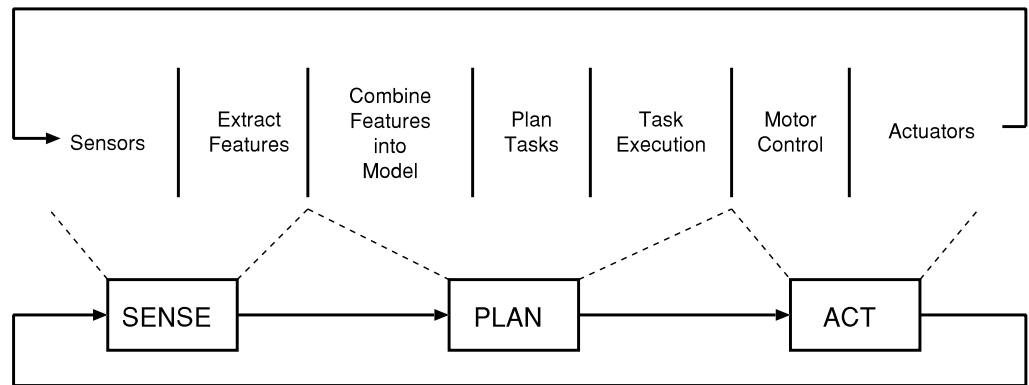 Sensors
Extract
Features
Combine
Features
into
Model
Plan
Tasks
Task
Execution
Motor
Control
Actuators
SENSE
PLAN
ACT